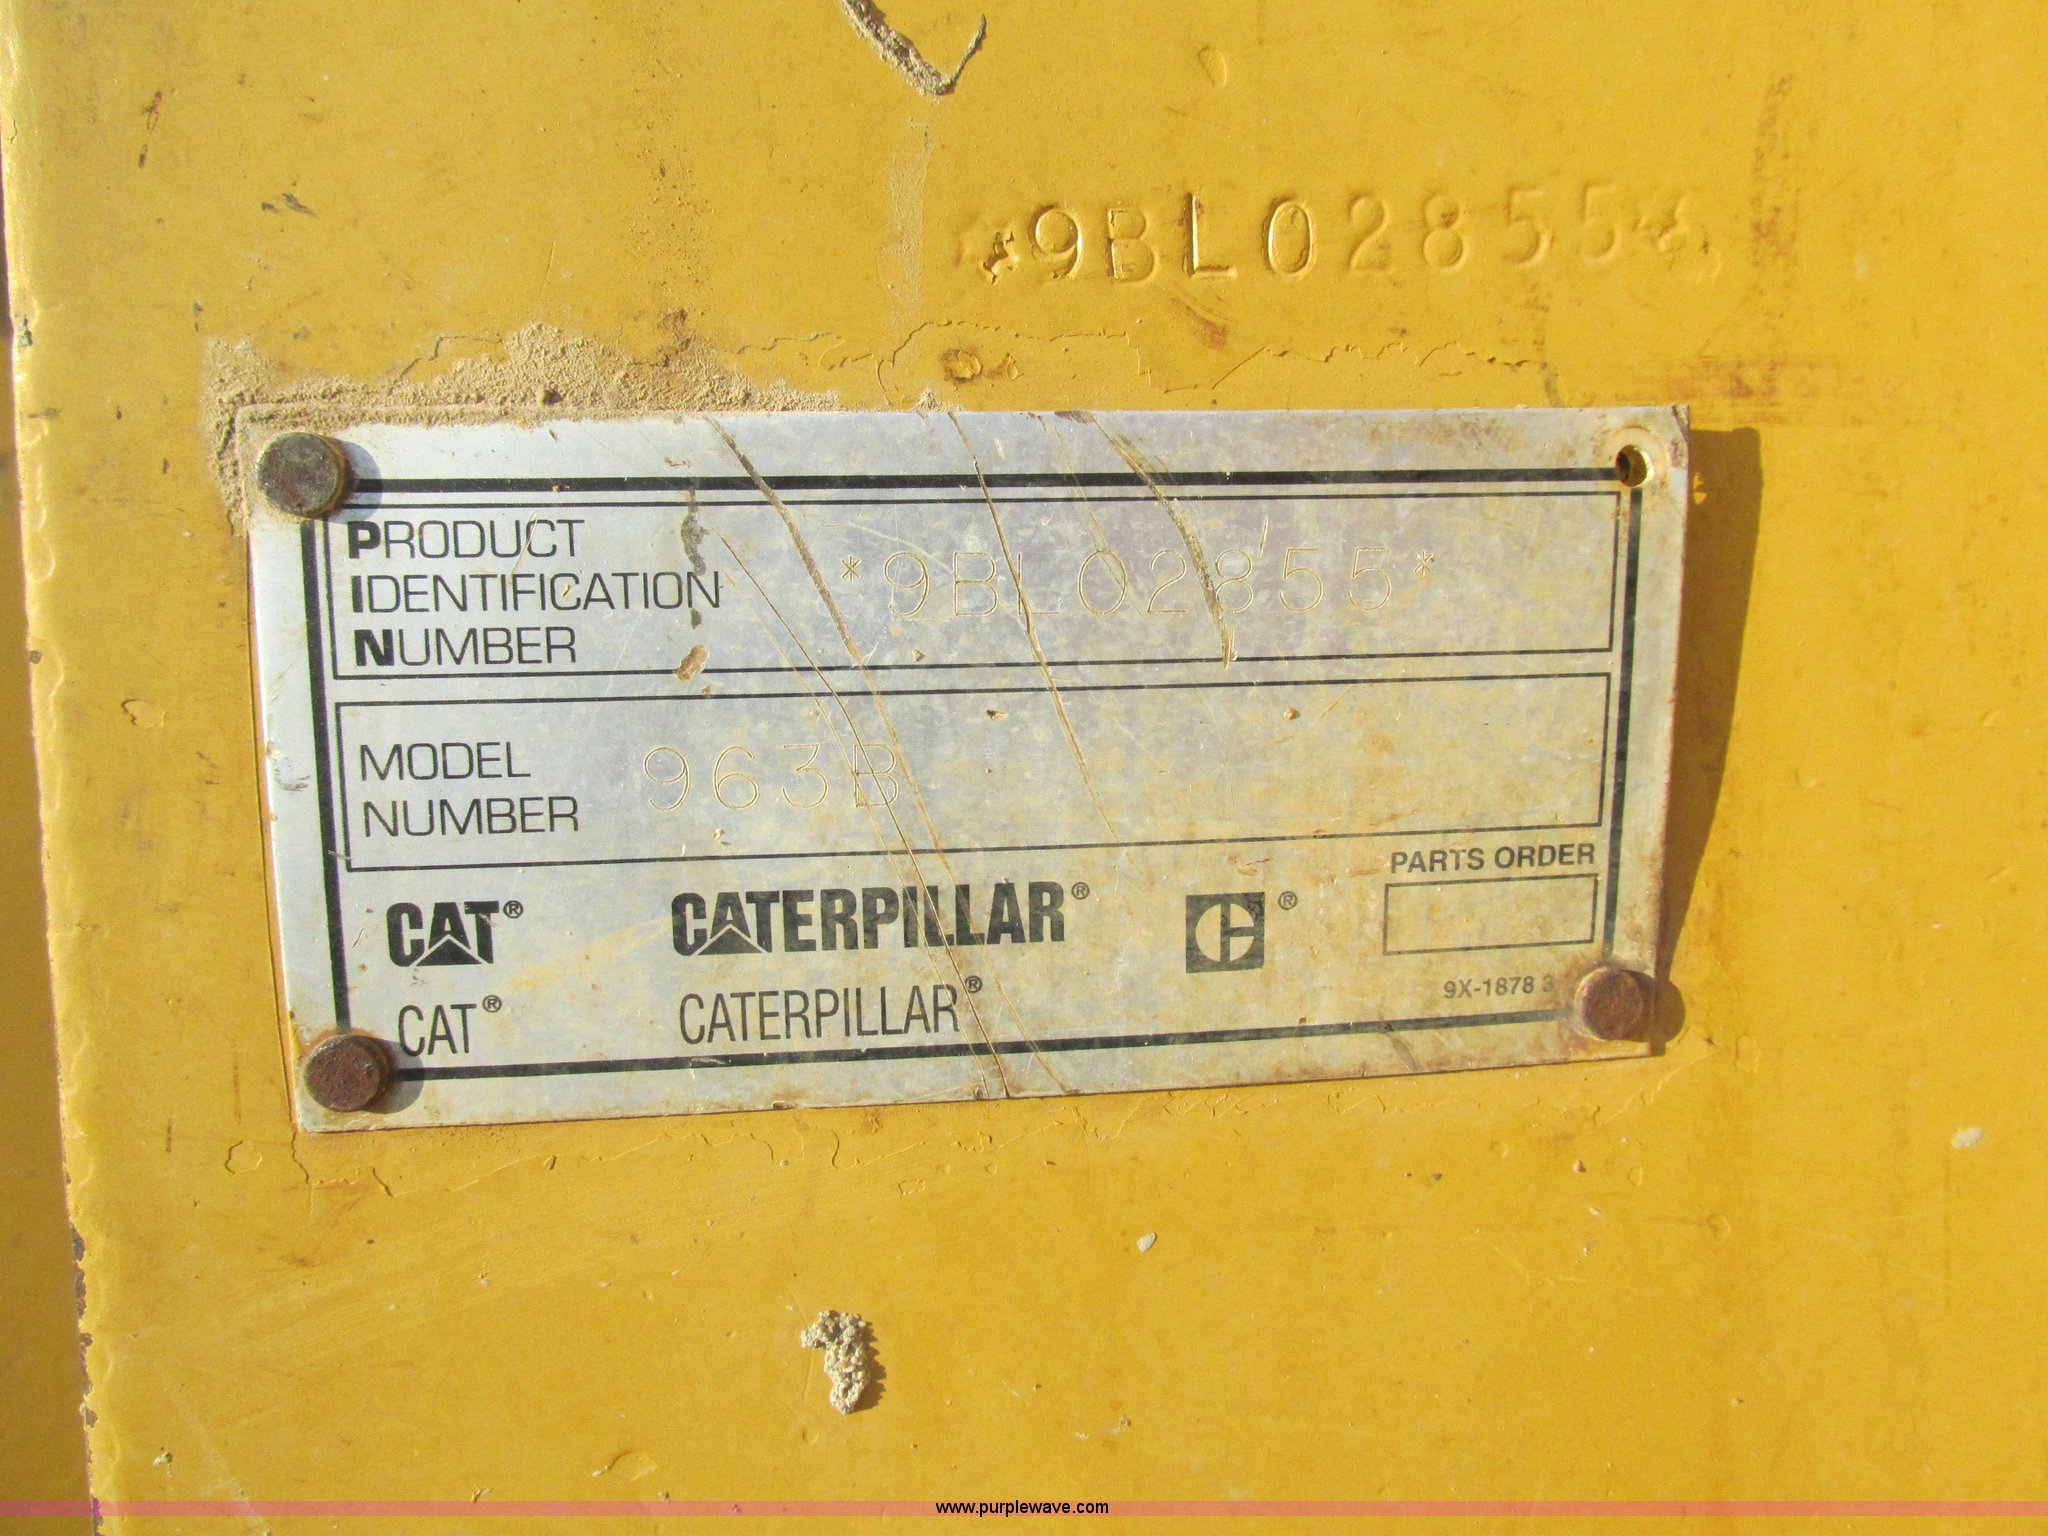 *9BL02855*
PRODUCT
IDENTIFICATION
NUMBER
*9BL02855*
MODEL
NUMBER
963B
PARTS ORDER
CAT® CATERPILLAR® ®
CAT® CATERPILLAR®
9X-1878 3
www.purplewave.com